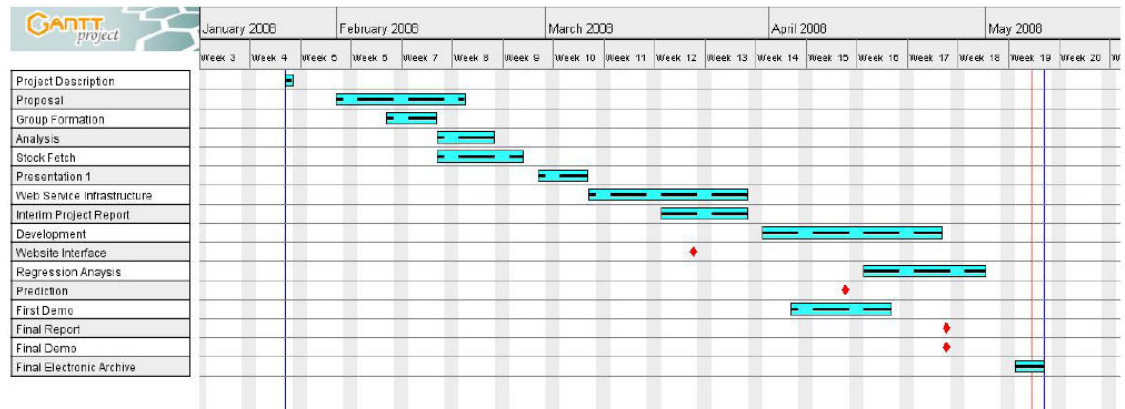 GANTT
project
January 2008 February 2008 March 2008 April 2008 May 2008
Week 3 Week 4 Week 5 Week 6 Week 7 Week 8 Week 9 Week 10 Week 11 Week 12 Week 13 Week 14 Week 15 Week 16 Week 17 Week 18 Week 19 Week 20 W
Project Description
Proposal
Group Formation
Analysis
Stock Fetch
Presentation 1
Web Service Infrastructure
Interim Project Report
Development
Website Interface
Regression Anaysis
Prediction
First Demo
Final Report
Final Demo
Final Electronic Archive